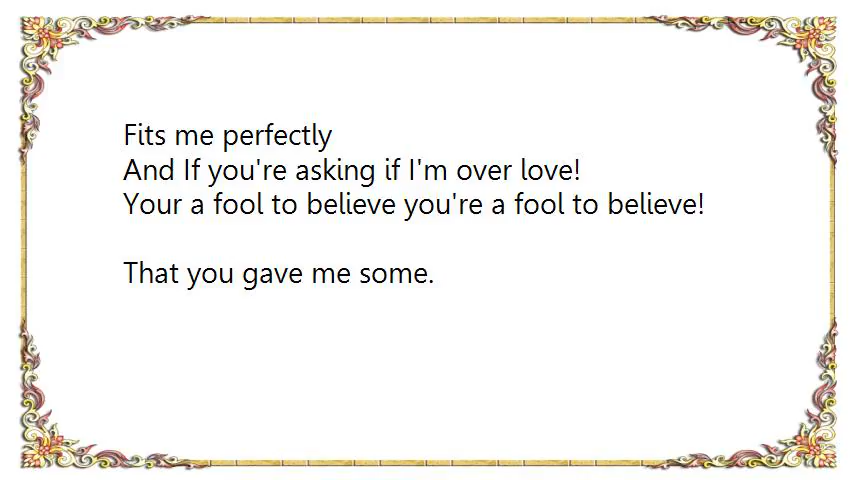 Fits me perfectly
And If you're asking if I'm over love!
Your a fool to believe you're a fool to believe!
That you gave me some.